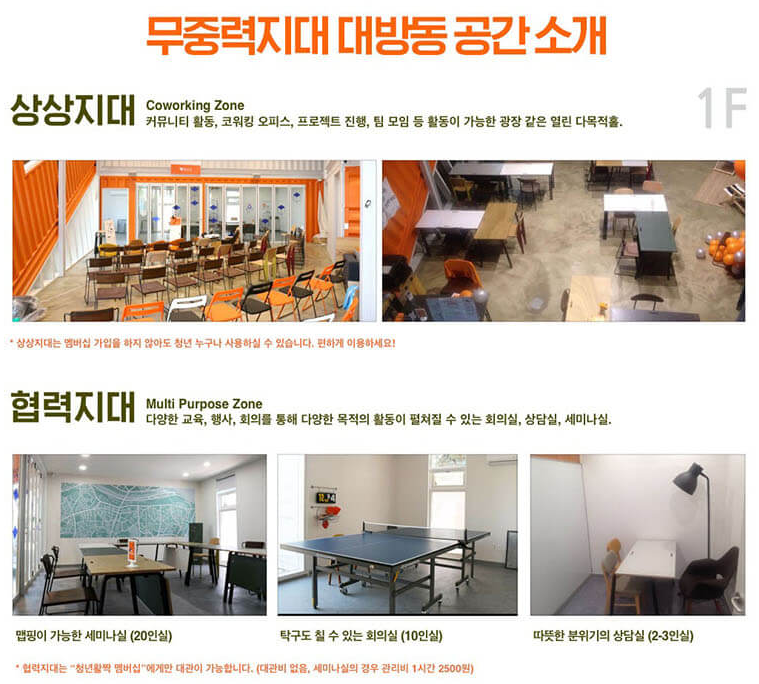 무중력지대 대방동 공간 소개
상상지대 Coworking Zone
1F
커뮤니티 활동, 코워킹 오피스, 프로젝트 진행, 팀 모임 등 활동이 가능한 광장 같은 열린 다목적홀.
* 상상지대는 멤버십 가입을 하지 않아도 청년 누구나 사용하실 수 있습니다. 편하게 이용하세요!
협력지대 Multi Purpose Zone
다양한 교육, 행사, 회의를 통해 다양한 목적의 활동이 펼쳐질 수 있는 회의실, 상담실, 세미나실.
맵핑이 가능한 세미나실 (20인실)
탁구도 칠 수 있는 회의실 (10인실)
따뜻한 분위기의 상담실 (2-3인실)
* 협력지대는 “청년활짝 멤버십”에게만 대관이 가능합니다. (대관비 없음, 세미나실의 경우 관리비 1시간 2500원)